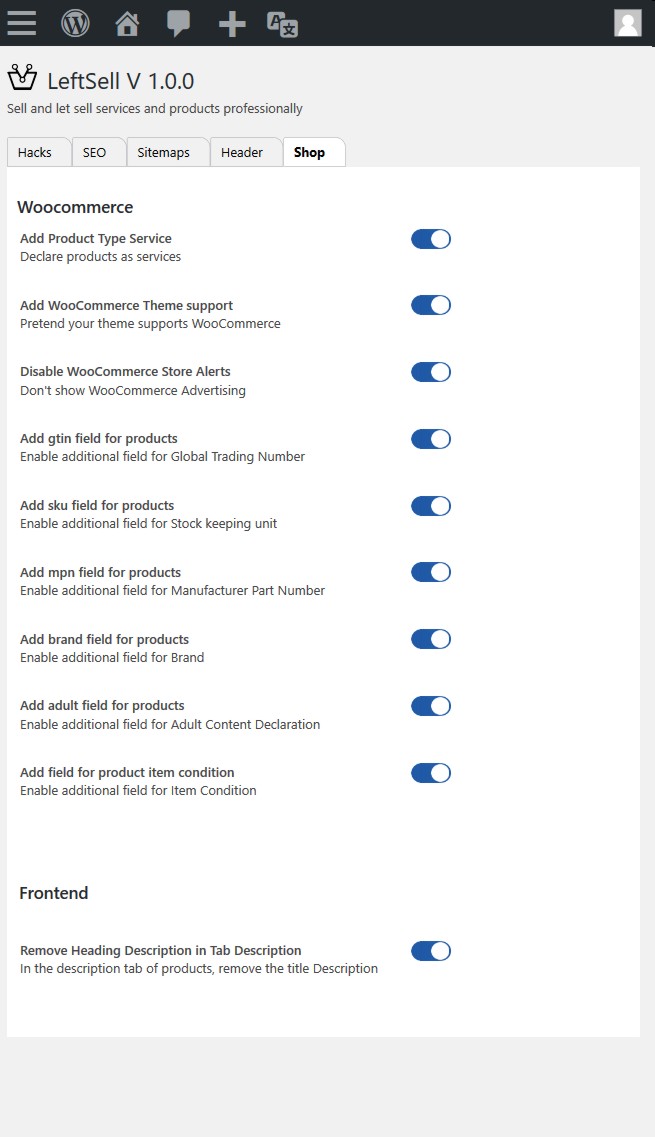 LeftSell V 1.0.0
Sell and let sell services and products professionally
Hacks SEO Sitemaps Header Shop
Woocommerce
Add Product Type Service
Declare products as services
Add WooCommerce Theme support
Pretend your theme supports WooCommerce
Disable WooCommerce Store Alerts
Don't show WooCommerce Advertising
Add gtin field for products
Enable additional field for Global Trading Number
Add sku field for products
Enable additional field for Stock keeping unit
Add mpn field for products
Enable additional field for Manufacturer Part Number
Add brand field for products
Enable additional field for Brand
Add adult field for products
Enable additional field for Adult Content Declaration
Add field for product item condition
Enable additional field for Item Condition
Frontend
Remove Heading Description in Tab Description
In the description tab of products, remove the title Description